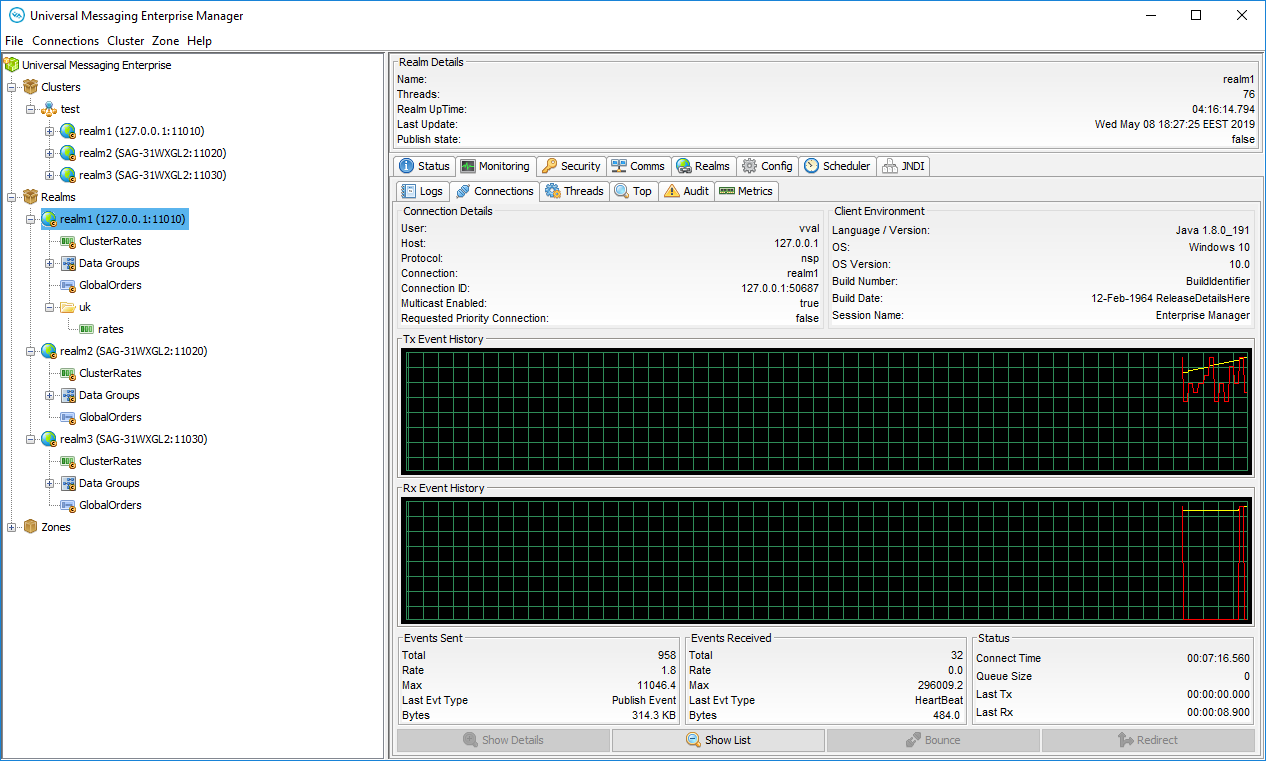 Universal Messaging Enterprise Manager
File Connections Cluster Zone Help
Universal Messaging Enterprise
Clusters
test
realm1 (127.0.0.1:11010)
realm2 (SAG-31WXGL2:11020)
realm3 (SAG-31WXGL2:11030)
Realms
realm1 (127.0.0.1:11010)
ClusterRates
Data Groups
GlobalOrders
uk
rates
realm2 (SAG-31WXGL2:11020)
ClusterRates
Data Groups
GlobalOrders
realm3 (SAG-31WXGL2:11030)
ClusterRates
Data Groups
GlobalOrders
Zones
Realm Details
Name: realm1
Threads: 76
Realm UpTime: 04:16:14.794
Last Update: Wed May 08 18:27:25 EEST 2019
Publish state: false
Status Monitoring Security Comms Realms Config Scheduler JNDI
Logs Connections Threads Top Audit Metrics
Connection Details
User: vval
Host: 127.0.0.1
Protocol: nsp
Connection: realm1
Connection ID: 127.0.0.1:50687
Multicast Enabled: true
Requested Priority Connection: false
Client Environment
Language / Version: Java 1.8.0_191
OS: Windows 10
OS Version: 10.0
Build Number: BuildIdentifier
Build Date: 12-Feb-1964 ReleaseDetailsHere
Session Name: Enterprise Manager
Tx Event History
Rx Event History
Events Sent
Total 958
Rate 1.8
Max 11046.4
Last Evt Type Publish Event
Bytes 314.3 KB
Events Received
Total 32
Rate 0.0
Max 296009.2
Last Evt Type HeartBeat
Bytes 484.0
Status
Connect Time 00:07:16.560
Queue Size 0
Last Tx 00:00:00.000
Last Rx 00:00:08.900
Show Details Show List Bounce Redirect